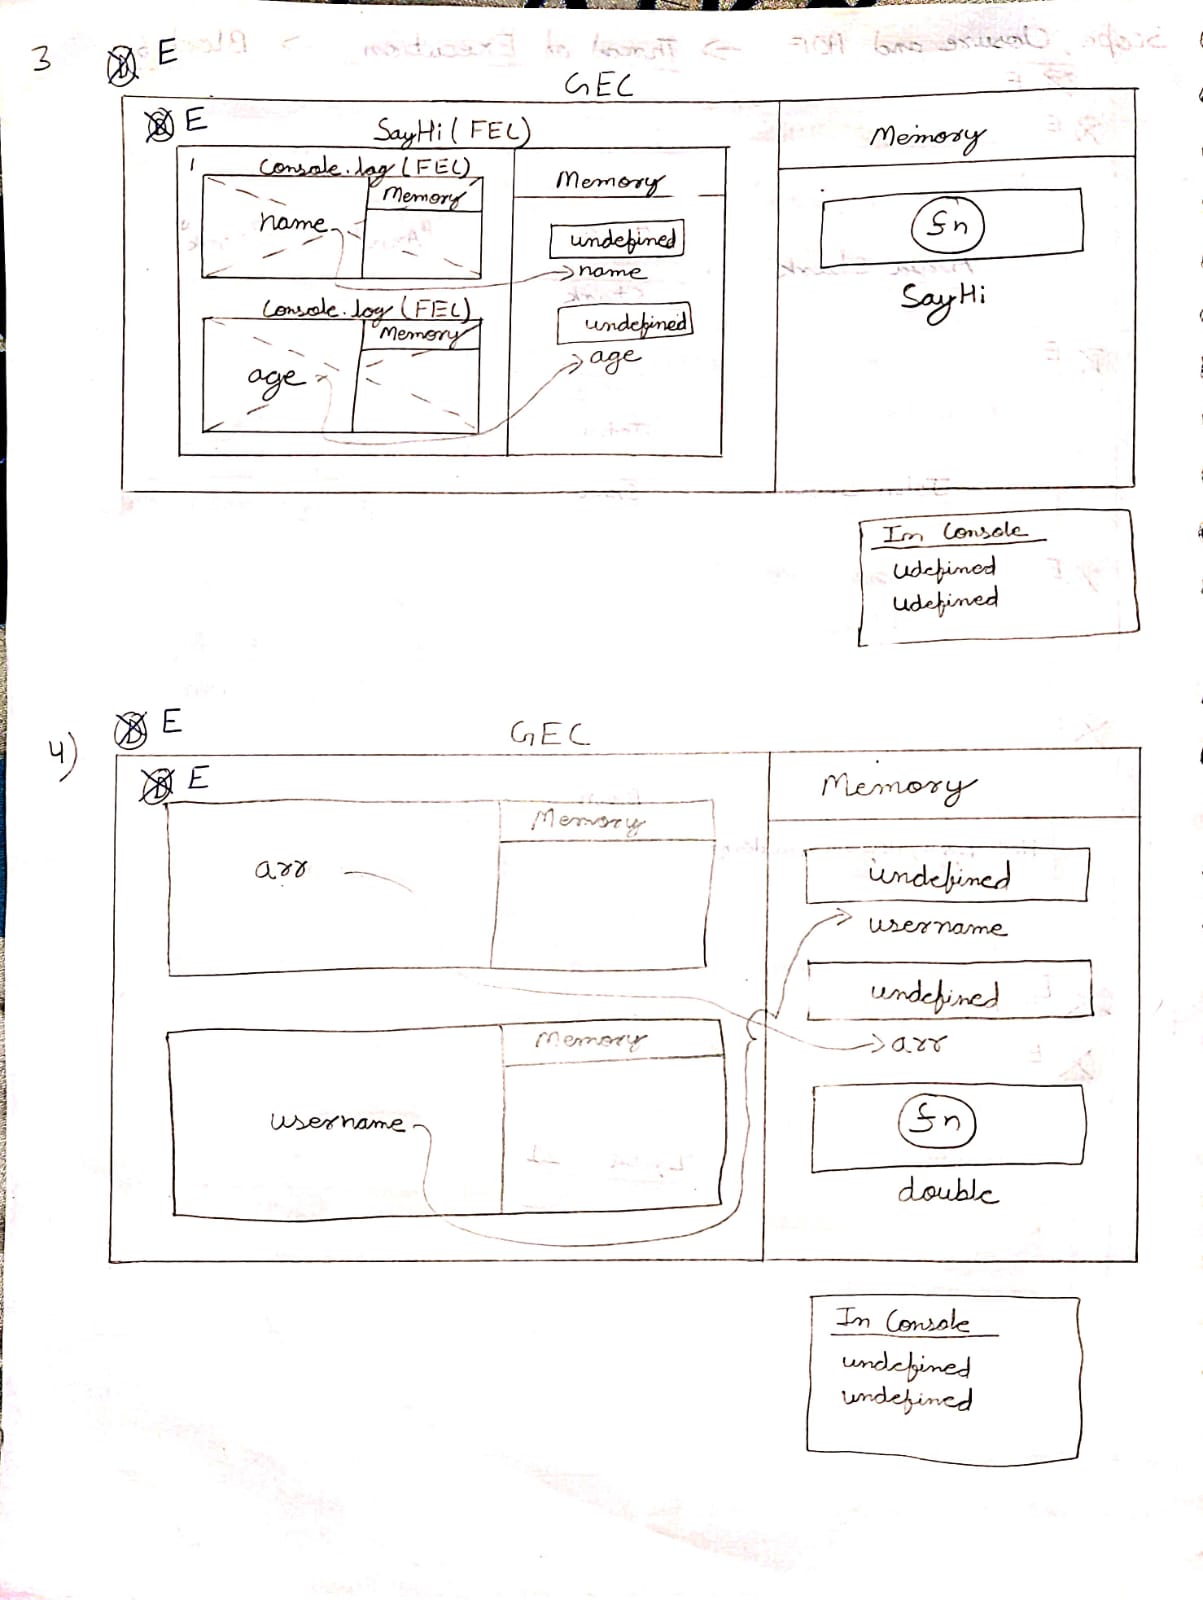 3 D E
GEC
D E
SayHi (FEC)
Memory
1
Console.log (FEC)
Memory
Memory
name
undefined
name
fn
SayHi
Console.log (FEC)
Memory
undefined
age
age
In Console
udefined
udefined
4) D E
GEC
D E
Memory
Memory
arr
undefined
username
undefined
arr
Memory
username
fn
double
In Console
undefined
undefined